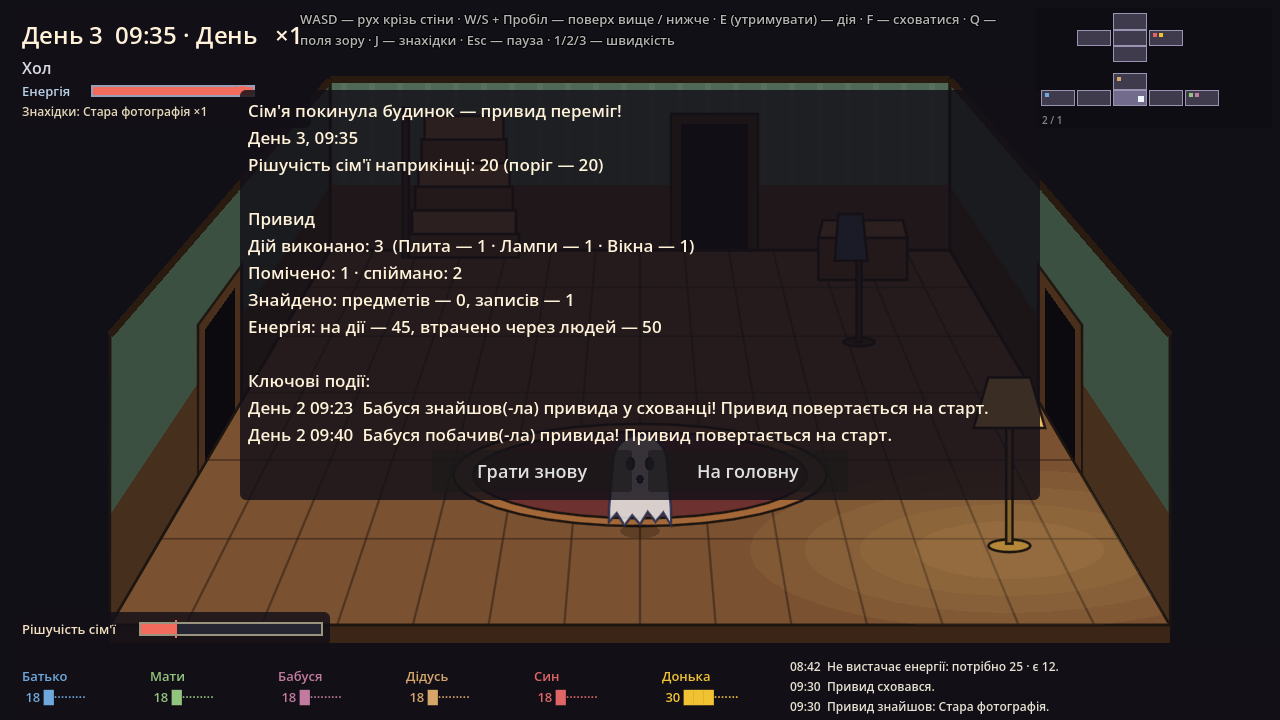 День 3  09:35 · День  ×1
WASD — рух крізь стіни · W/S + Пробіл — поверх вище / нижче · E (утримувати) — дія · F — сховатися · Q —
поля зору · J — знахідки · Esc — пауза · 1/2/3 — швидкість
Хол
Енергія
Знахідки: Стара фотографія ×1
2 / 1
Сім'я покинула будинок — привид переміг!
День 3, 09:35
Рішучість сім'ї наприкінці: 20 (поріг — 20)
Привид
Дій виконано: 3  (Плита — 1 · Лампи — 1 · Вікна — 1)
Помічено: 1 · спіймано: 2
Знайдено: предметів — 0, записів — 1
Енергія: на дії — 45, втрачено через людей — 50
Ключові події:
День 2 09:23  Бабуся знайшов(-ла) привида у схованці! Привид повертається на старт.
День 2 09:40  Бабуся побачив(-ла) привида! Привид повертається на старт.
Грати знову
На головну
Рішучість сім'ї
Батько
Мати
Бабуся
Дідусь
Син
Донька
18
18
18
18
18
30
08:42  Не вистачає енергії: потрібно 25 · є 12.
09:30  Привид сховався.
09:30  Привид знайшов: Стара фотографія.